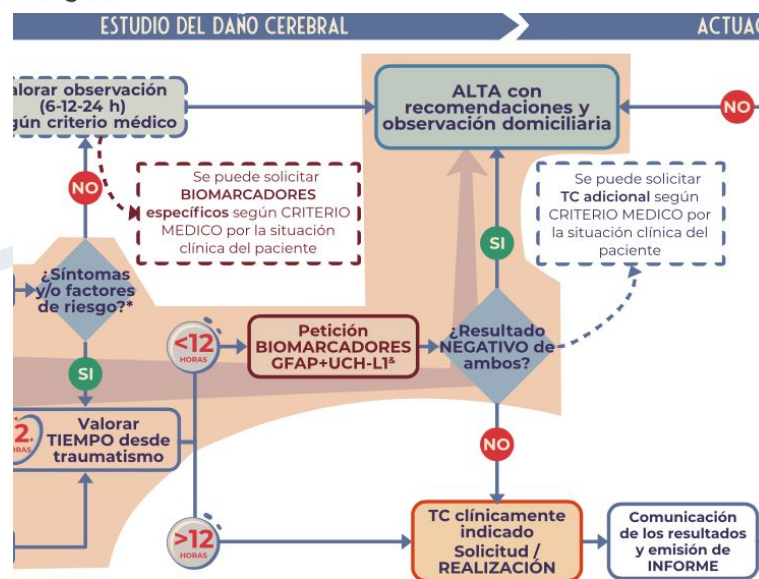 ESTUDIO DEL DAÑO CEREBRAL
(6-12-24 h)
criterio médico
ALTA con
recomendaciones y
observación domiciliaria
NO
NO
Se puede solicitar
BIOMARCADORES
específicos según CRITERIO
MEDICO por la situación
clínica del paciente
Se puede solicitar
TC adicional según
CRITERIO MEDICO por
la situación clínica del
paciente
SI
¿Síntomas
y/o factores
de riesgo?*
<12
HORAS
Petición
BIOMARCADORES
GFAP+UCH-L1&
¿Resultado
NEGATIVO de
ambos?
SI
Valorar
TIEMPO desde
traumatismo
NO
>12
HORAS
TC clínicamente
indicado
Solicitud /
REALIZACIÓN
Comunicación
de los resultados
y emisión de
INFORME